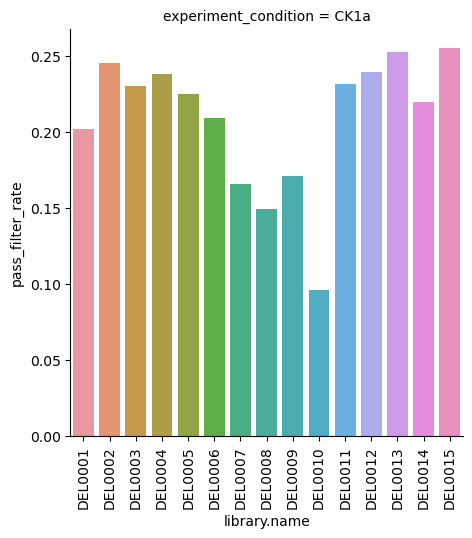 experiment_condition = CK1a
pass_filter_rate
0.25
0.20
0.15
0.10
0.05
0.00
DEL0001
DEL0002
DEL0003
DEL0004
DEL0005
DEL0006
DEL0007
DEL0008
DEL0009
DEL0010
DEL0011
DEL0012
DEL0013
DEL0014
DEL0015
library.name